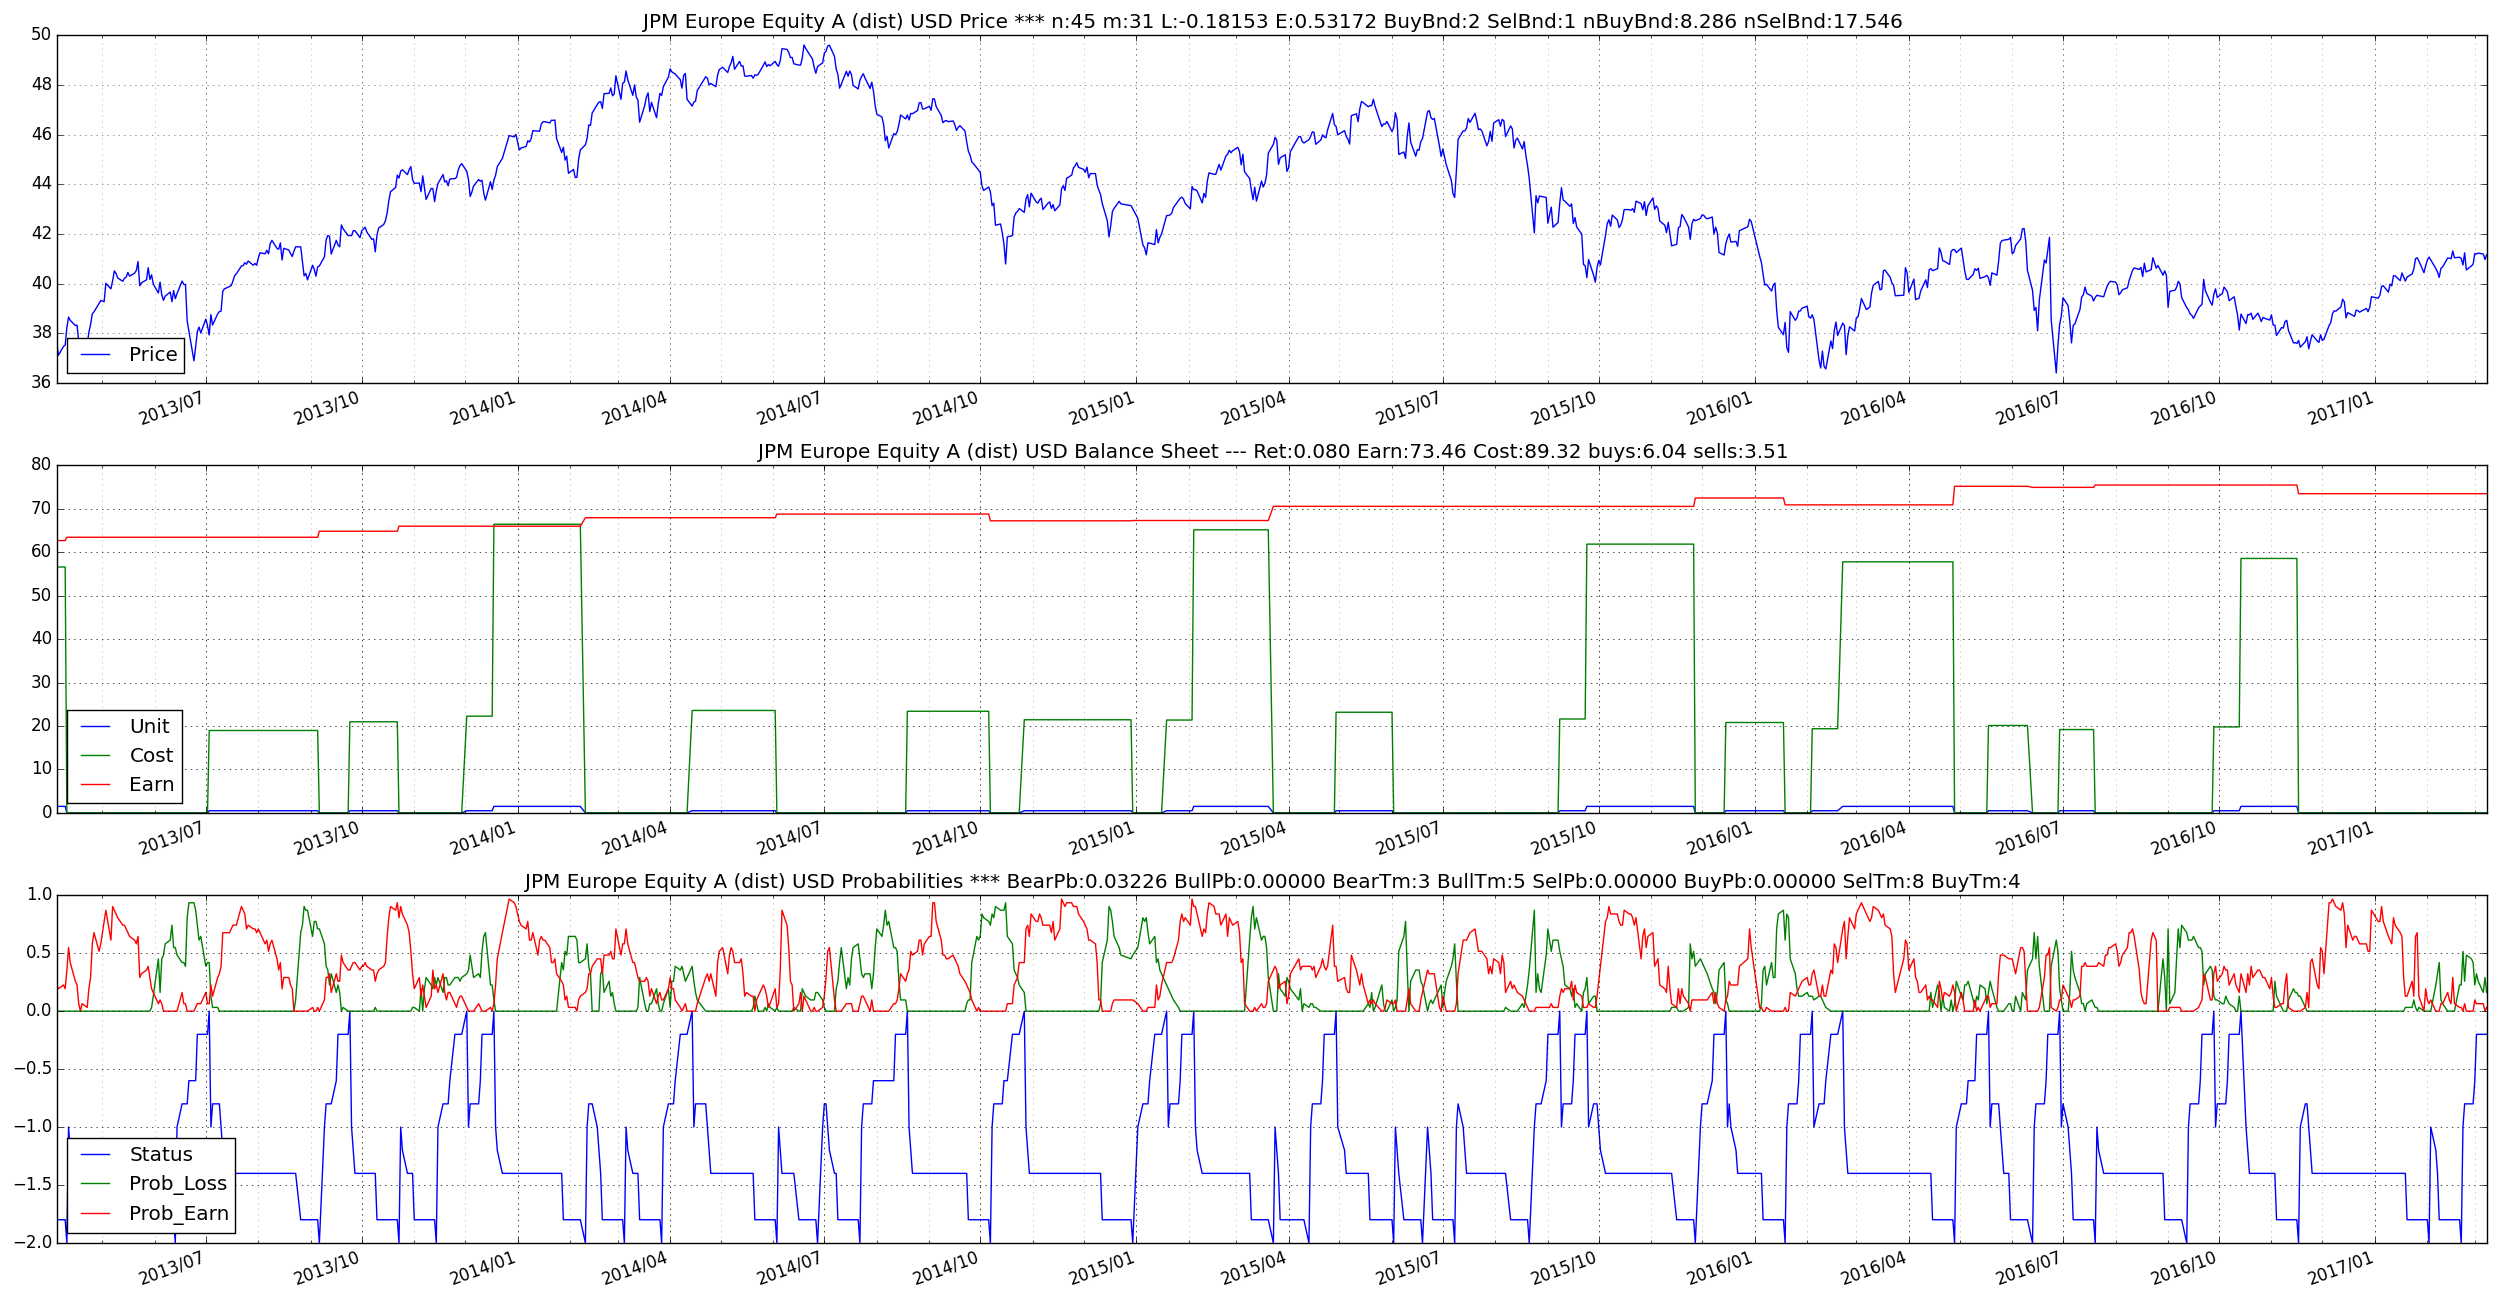 JPM Europe Equity A (dist) USD Price *** n:45 m:31 L:-0.18153 E:0.53172 BuyBnd:2 SelBnd:1 nBuyBnd:8.286 nSelBnd:17.546
50
48
46
44
42
40
38
36
Price
2013/07 2013/10 2014/01 2014/04 2014/07 2014/10 2015/01 2015/04 2015/07 2015/10 2016/01 2016/04 2016/07 2016/10 2017/01
JPM Europe Equity A (dist) USD Balance Sheet --- Ret:0.080 Earn:73.46 Cost:89.32 buys:6.04 sells:3.51
80
70
60
50
40
30
20
10
0
Unit
Cost
Earn
2013/07 2013/10 2014/01 2014/04 2014/07 2014/10 2015/01 2015/04 2015/07 2015/10 2016/01 2016/04 2016/07 2016/10 2017/01
JPM Europe Equity A (dist) USD Probabilities *** BearPb:0.03226 BullPb:0.00000 BearTm:3 BullTm:5 SelPb:0.00000 BuyPb:0.00000 SelTm:8 BuyTm:4
1.0
0.5
0.0
−0.5
−1.0
−1.5
−2.0
Status
Prob_Loss
Prob_Earn
2013/07 2013/10 2014/01 2014/04 2014/07 2014/10 2015/01 2015/04 2015/07 2015/10 2016/01 2016/04 2016/07 2016/10 2017/01